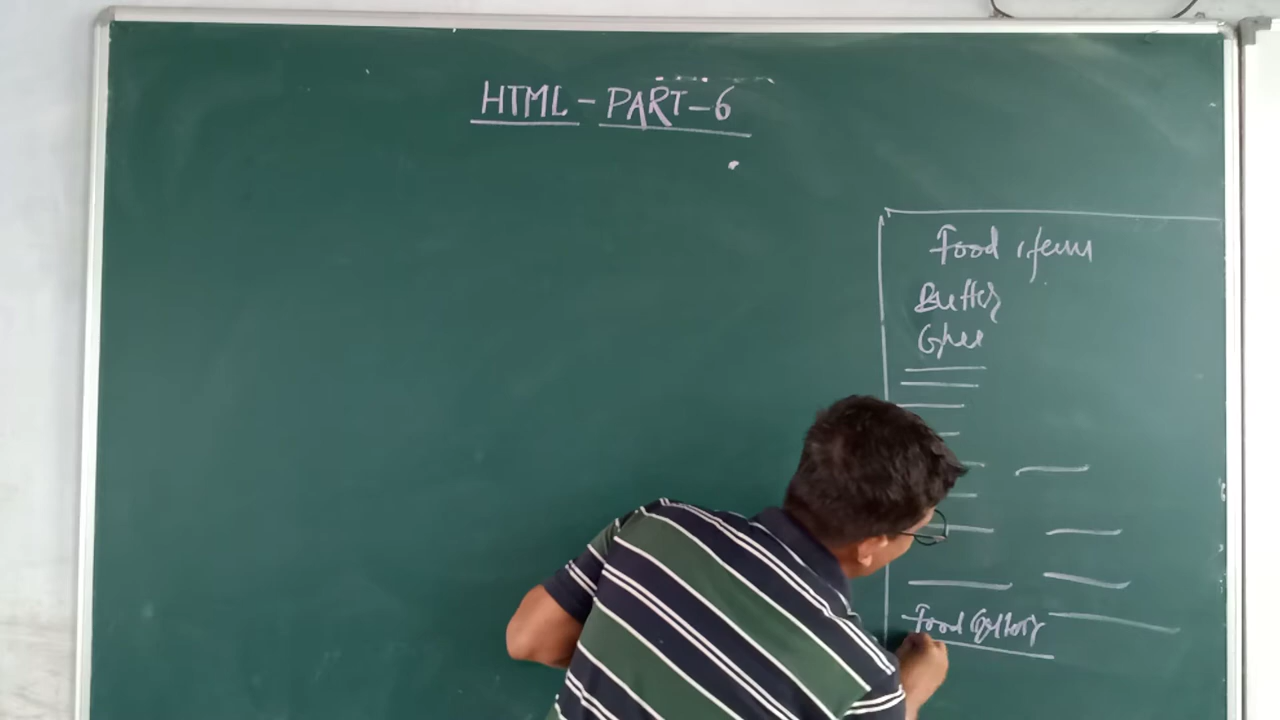 HTML - PART - 6
Food items
Butter
Ghee
Food Gallery